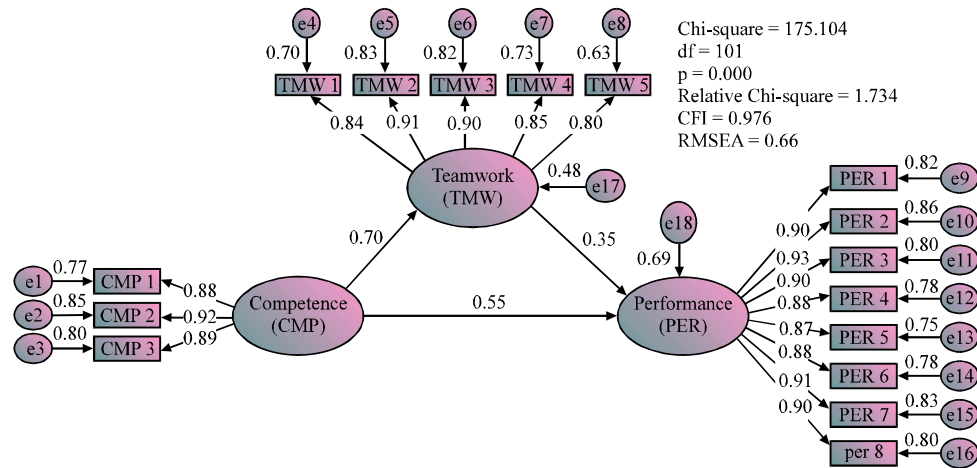 e4
e5
e6
e7
e8
0.70
0.83
0.82
0.73
0.63
TMW 1
TMW 2
TMW 3
TMW 4
TMW 5
0.84
0.91
0.90
0.85
0.80
Chi-square = 175.104
df = 101
p = 0.000
Relative Chi-square = 1.734
CFI = 0.976
RMSEA = 0.66
Teamwork
(TMW)
0.48
e17
e18
0.69
0.70
0.35
0.55
e1
0.77
CMP 1
0.88
e2
0.85
CMP 2
0.92
e3
0.80
CMP 3
0.89
Competence
(CMP)
Performance
(PER)
0.90
PER 1
0.82
e9
0.93
PER 2
0.86
e10
0.90
PER 3
0.80
e11
0.88
PER 4
0.78
e12
0.87
PER 5
0.75
e13
0.88
PER 6
0.78
e14
0.91
PER 7
0.83
e15
0.90
per 8
0.80
e16